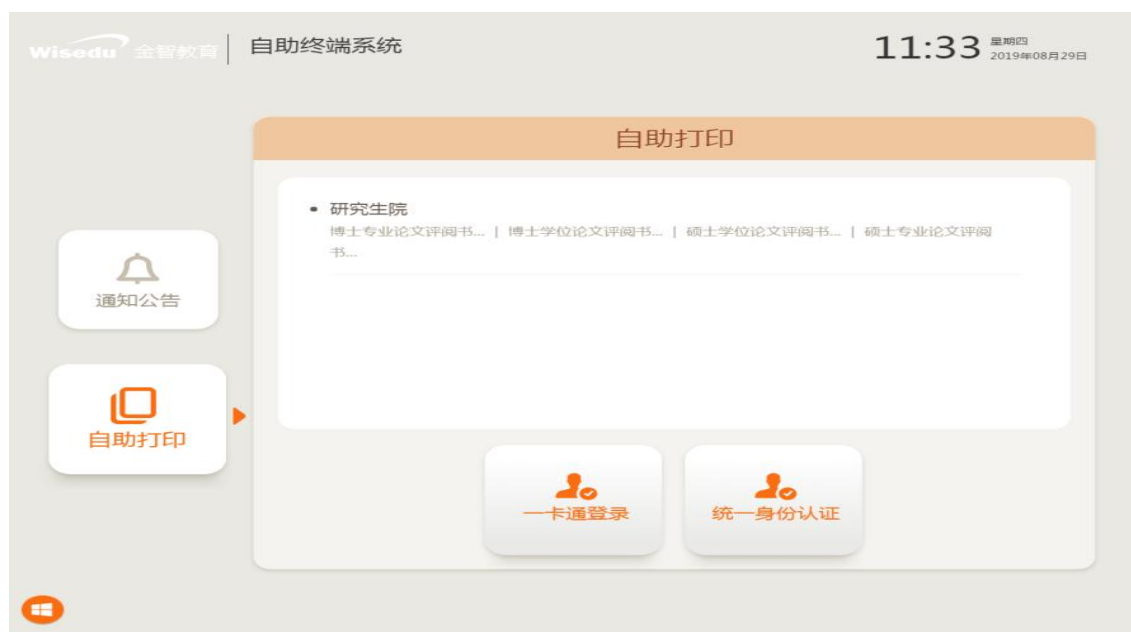 Wisedu 金智教育 自助终端系统
11:33 星期四
2019年08月29日
自助打印
• 研究生院
博士专业论文评阅书... | 博士学位论文评阅书... | 硕士学位论文评阅书... | 硕士专业论文评阅
书...
通知公告
自助打印
一卡通登录 统一身份认证